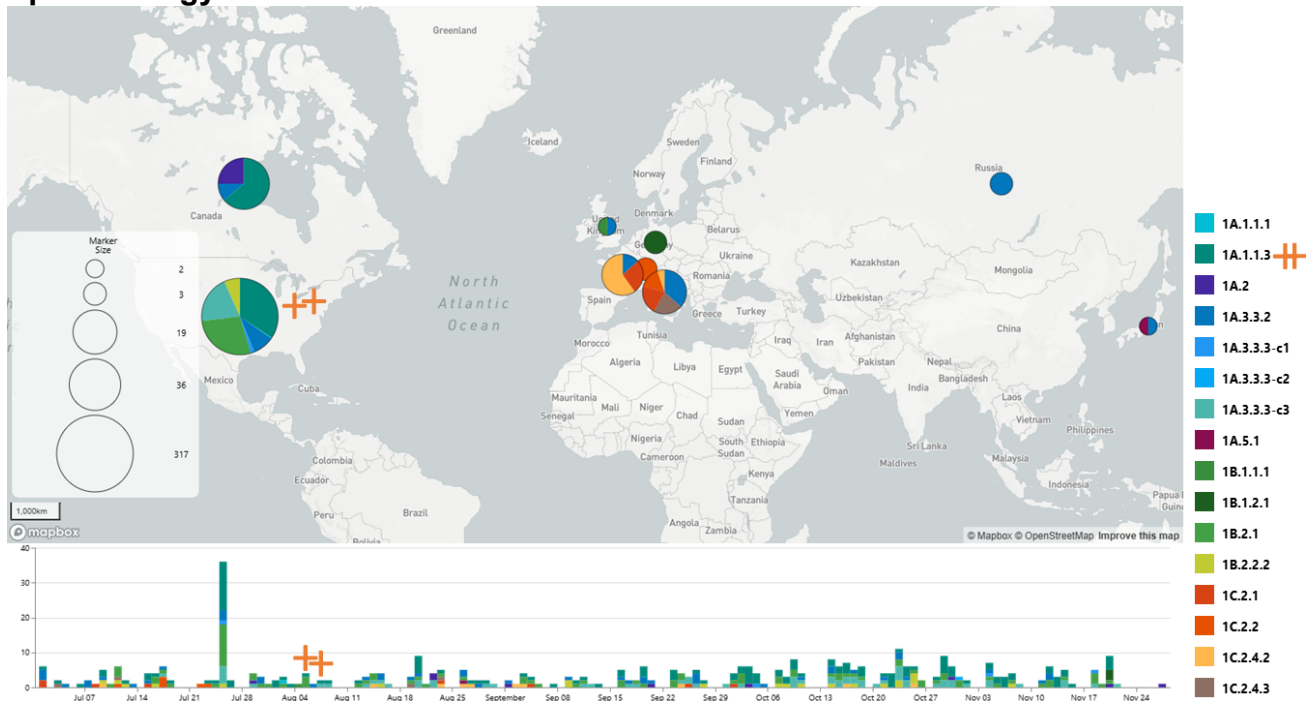 Greenland
Iceland
Sweden
Finland
Norway
Russia
Canada
United
Kingdom
Denmark
Germany
Belarus
Ukraine
Kazakhstan
Mongolia
Romania
Spain
Greece
Turkey
Uzbekistan
China
North
Atlantic
Ocean
Tunisia
Morocco
Iraq
Iran
Afghanistan
Algeria
Libya
Egypt
Pakistan
Nepal
Mexico
Cuba
Saudi
Arabia
Bangladesh
India
Oman
Laos
Mauritania
Mali
Niger
Chad
Sudan
Yemen
Vietnam
Senegal
Philippines
Nigeria
South
Sudan
Ethiopia
Sri Lanka
Cameroon
Maldives
Malaysia
Colombia
Kenya
Indonesia
Ecuador
Tanzania
Papua
Peru
Brazil
Angola
Zambia
Bolivia
Marker
Size
2
3
19
36
317
1,000km
mapbox
© Mapbox © OpenStreetMap Improve this map
1A.1.1.1
1A.1.1.3
1A.2
1A.3.3.2
1A.3.3.3-c1
1A.3.3.3-c2
1A.3.3.3-c3
1A.5.1
1B.1.1.1
1B.1.2.1
1B.2.1
1B.2.2.2
1C.2.1
1C.2.2
1C.2.4.2
1C.2.4.3
40
30
20
10
0
Jul 07 Jul 14 Jul 21 Jul 28 Aug 04 Aug 11 Aug 18 Aug 25 September Sep 08 Sep 15 Sep 22 Sep 29 Oct 06 Oct 13 Oct 20 Oct 27 Nov 03 Nov 10 Nov 17 Nov 24